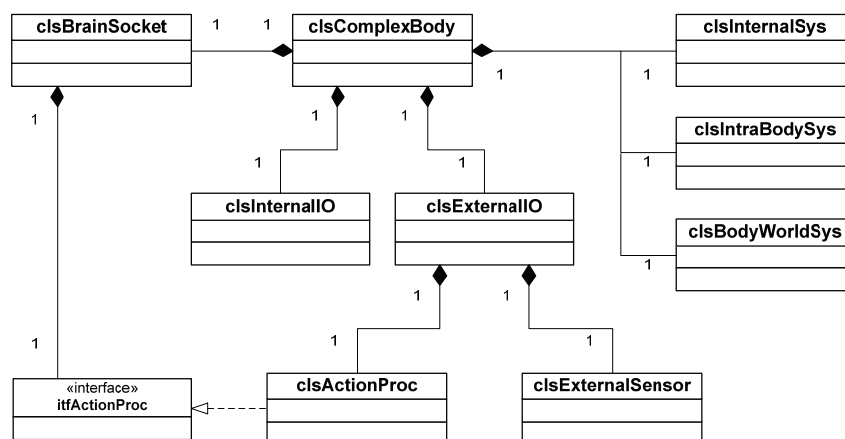 clsBrainSocket
1
1
clsComplexBody
1
clsInternalSys
1
1
1
1
clsIntraBodySys
1
1
1
clsInternalIO
clsExternalIO
clsBodyWorldSys
1
1
1
1
1
1
«interface»
itfActionProc
clsActionProc
clsExternalSensor